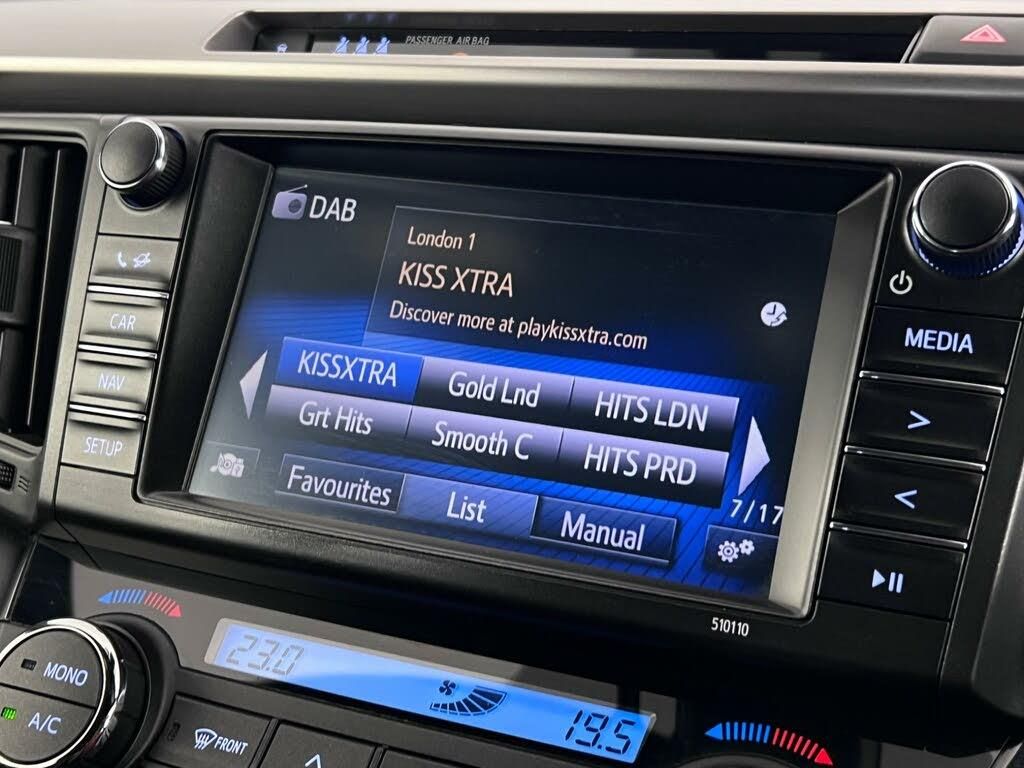 PASSENGER AIR BAG
DAB
London 1
KISS XTRA
Discover more at playkissxtra.com
KISSXTRA
Gold Lnd
HITS LDN
Grt Hits
Smooth C
HITS PRD
Favourites
List
Manual
7/17
CAR
NAV
SETUP
MEDIA
>
<
510110
23.0
19.5
MONO
A/C
FRONT